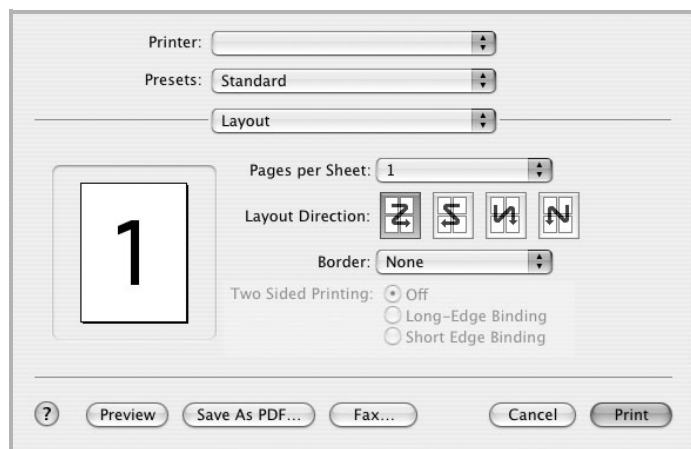 Printer:
Presets: Standard
Layout
Pages per Sheet: 1
1
Layout Direction:
Border: None
Two Sided Printing: Off
Long-Edge Binding
Short Edge Binding
? Preview Save As PDF... Fax... Cancel Print